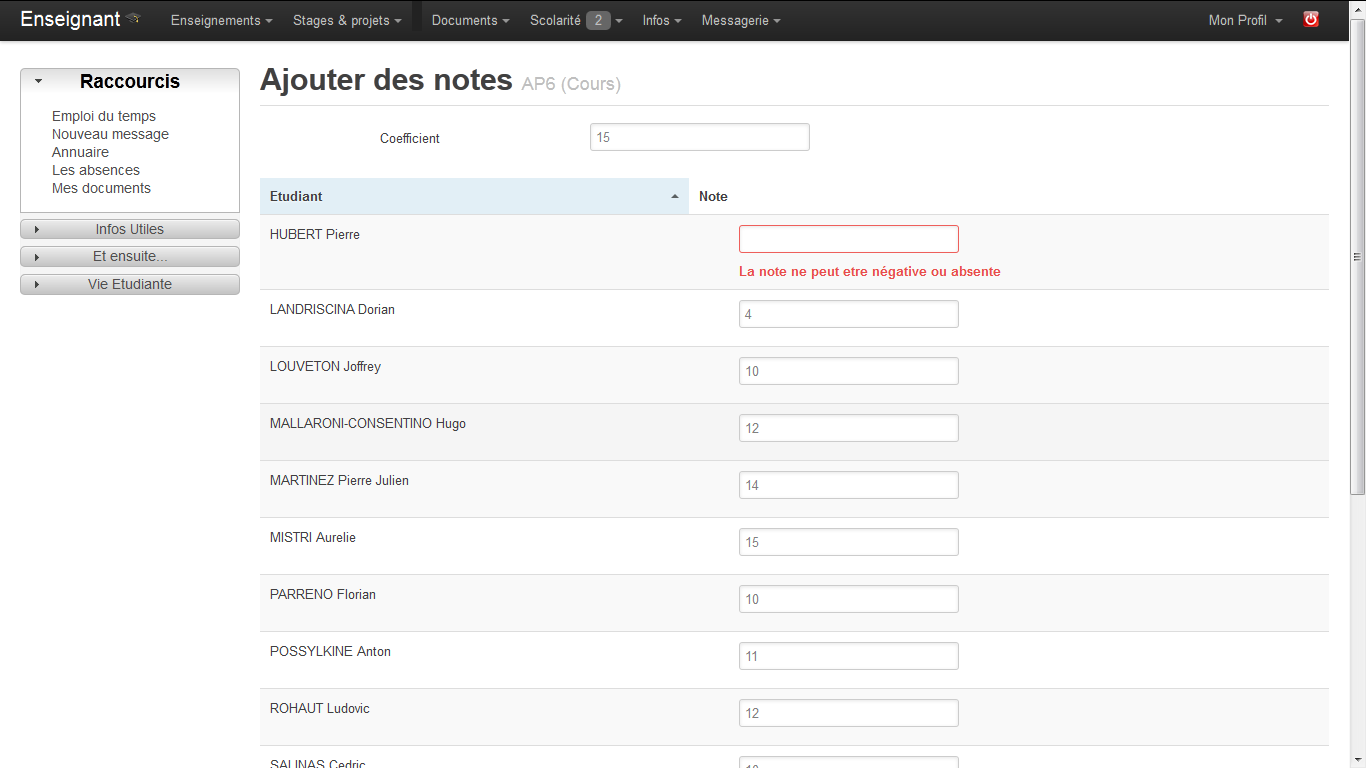 Enseignant Enseignements Stages & projets Documents Scolarité 2 Infos Messagerie Mon Profil
Raccourcis
Emploi du temps
Nouveau message
Annuaire
Les absences
Mes documents
Infos Utiles
Et ensuite...
Vie Etudiante
Ajouter des notes AP6 (Cours)
Coefficient 15
Etudiant Note
HUBERT Pierre
La note ne peut etre négative ou absente
LANDRISCINA Dorian 4
LOUVETON Joffrey 10
MALLARONI-CONSENTINO Hugo 12
MARTINEZ Pierre Julien 14
MISTRI Aurelie 15
PARRENO Florian 10
POSSYLKINE Anton 11
ROHAUT Ludovic 12
SALINAS Cedric